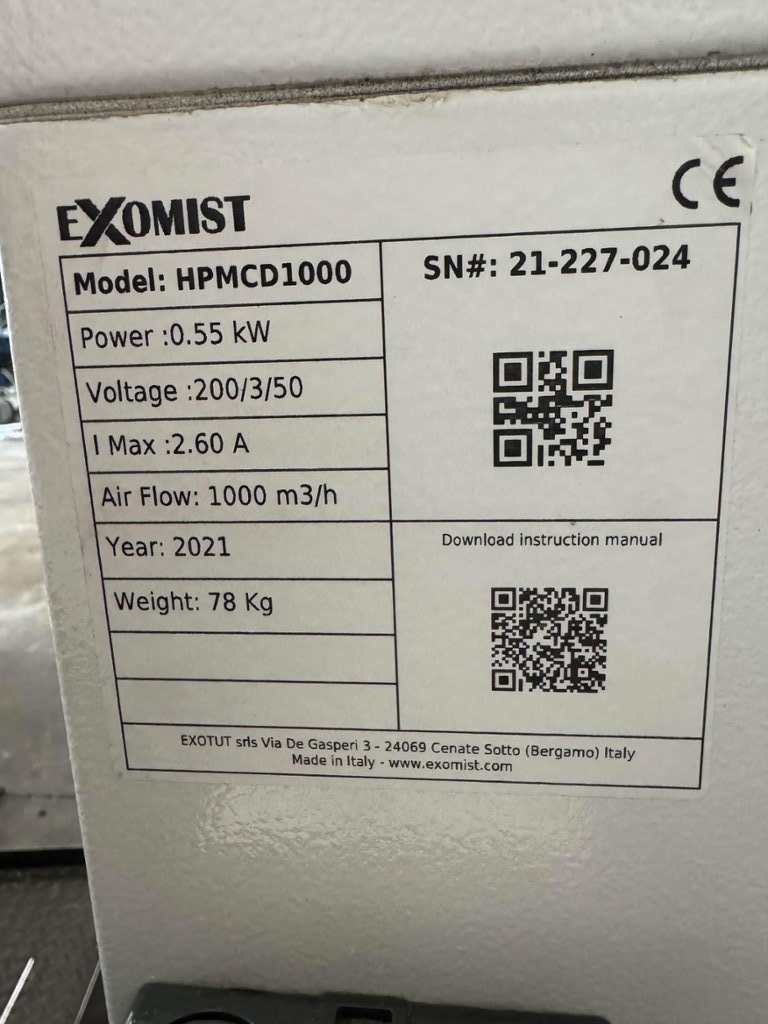 EXOMIST
CE
Model: HPMCD1000
SN#: 21-227-024
Power :0.55 kW
Voltage :200/3/50
I Max :2.60 A
Air Flow: 1000 m3/h
Year: 2021
Download instruction manual
Weight: 78 Kg
EXOTUT srls Via De Gasperi 3 - 24069 Cenate Sotto (Bergamo) Italy
Made in Italy - www.exomist.com